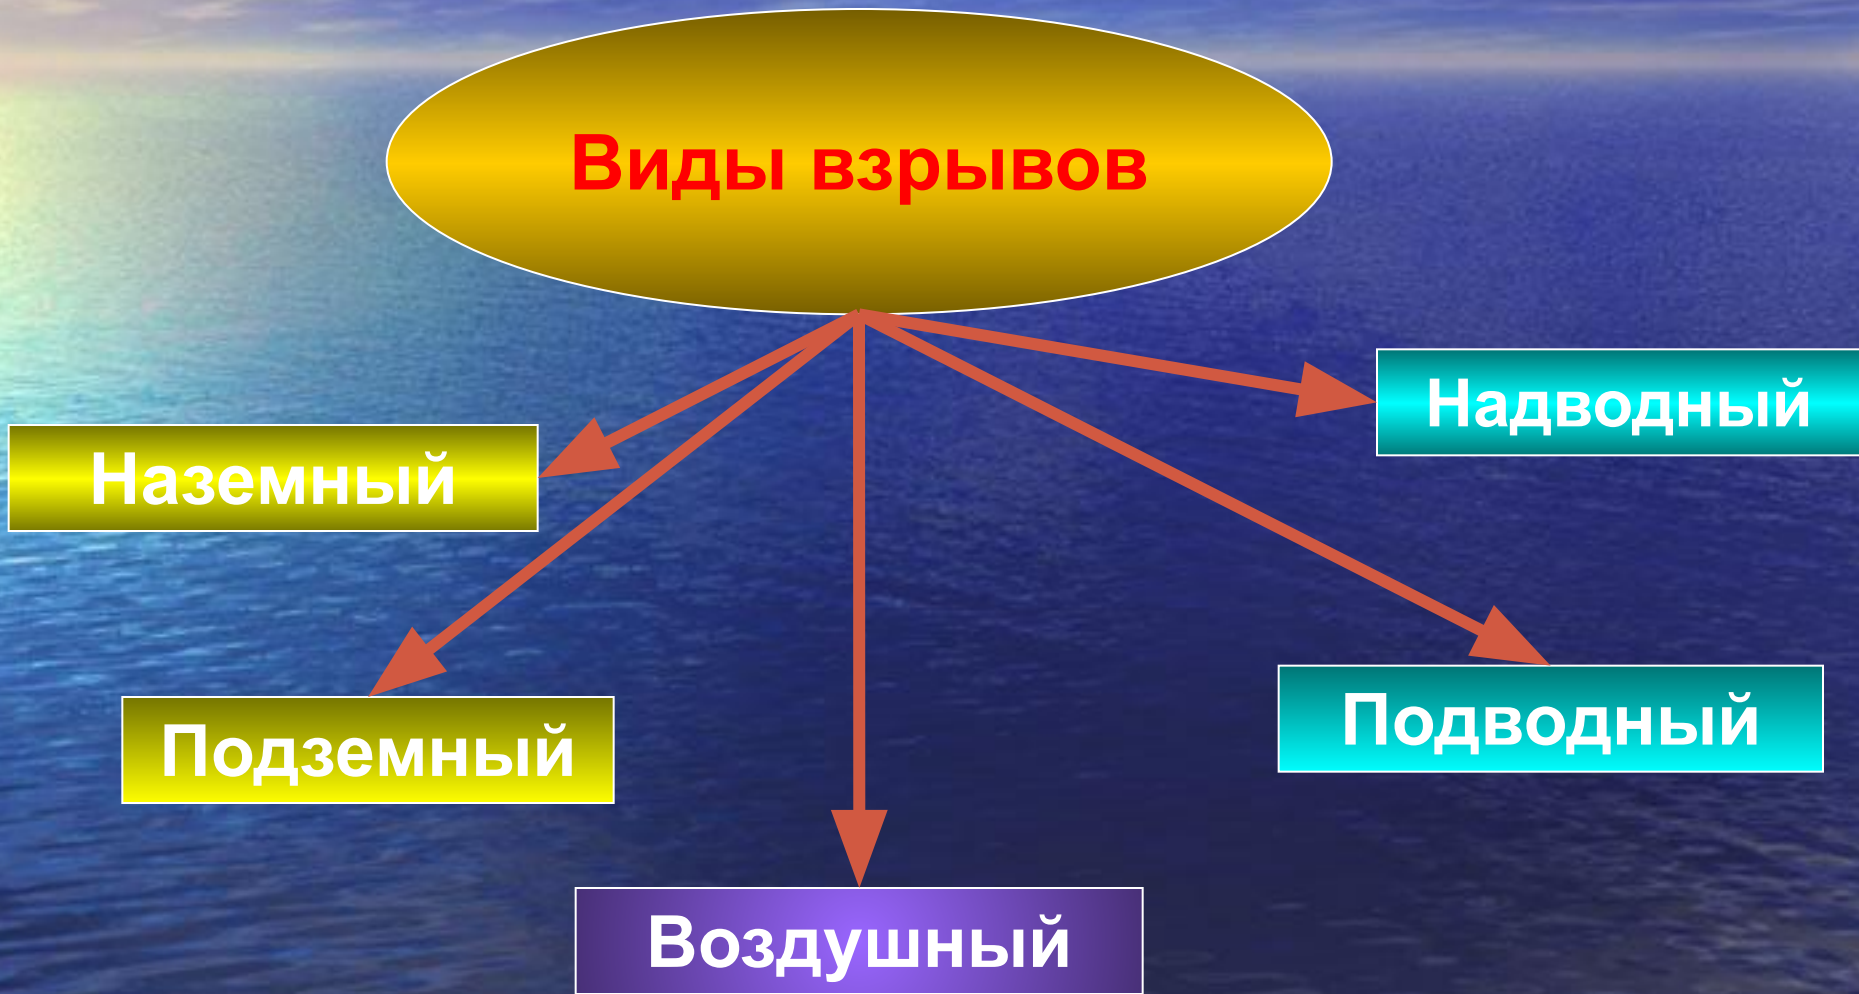 Виды взрывов
Надводный
Наземный
Подводный
Подземный
Воздушный